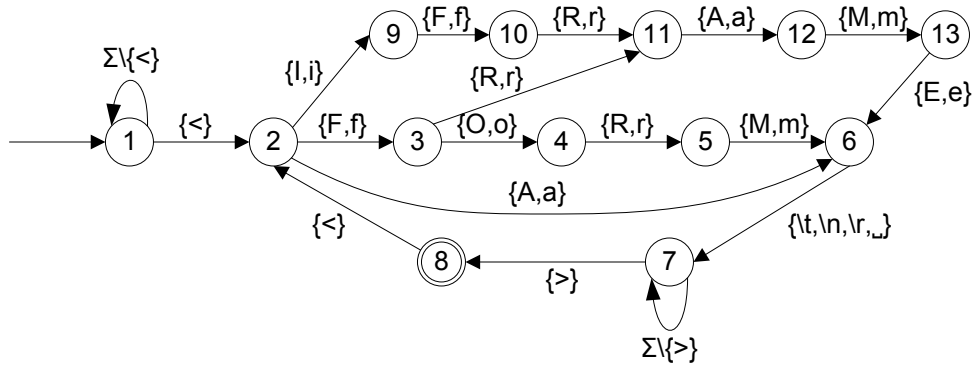 {F,f} {R,r} {A,a} {M,m}
9 10 11 12 13
Σ\{<}
{I,i} {R,r} {E,e}
{<} {F,f} {O,o} {R,r} {M,m}
1 2 3 4 5 6
{A,a}
{<} {\t,\n,\r,␣}
8 7
{>}
Σ\{>}